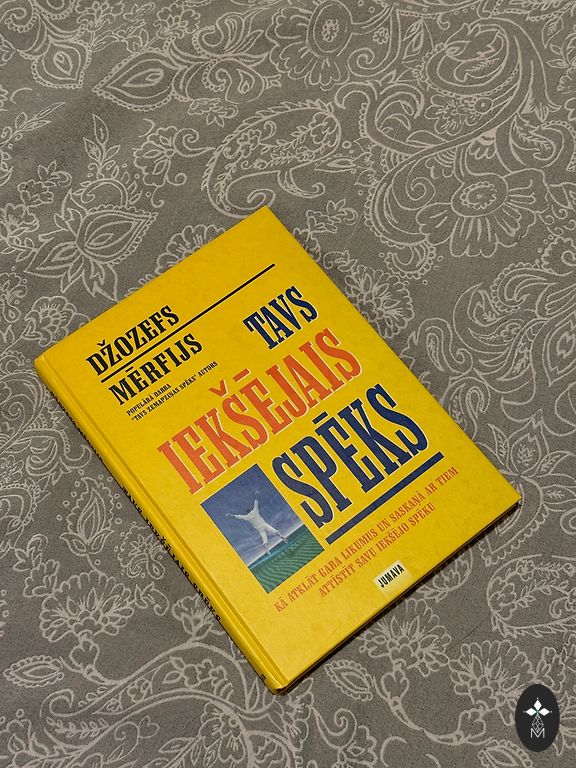 DŽOZEFS
MĒRFIJS
POPULĀRĀ DARBA
"TAVS ZEMAPZIŅAS SPĒKS" AUTORS
TAVS
IEKŠĒJAIS
SPĒKS
KĀ ATKLĀT GARA LIKUMUS UN SASKAŅĀ AR TIEM
ATTĪSTĪT SAVU IEKŠĒJO SPĒKU
JUMAVA